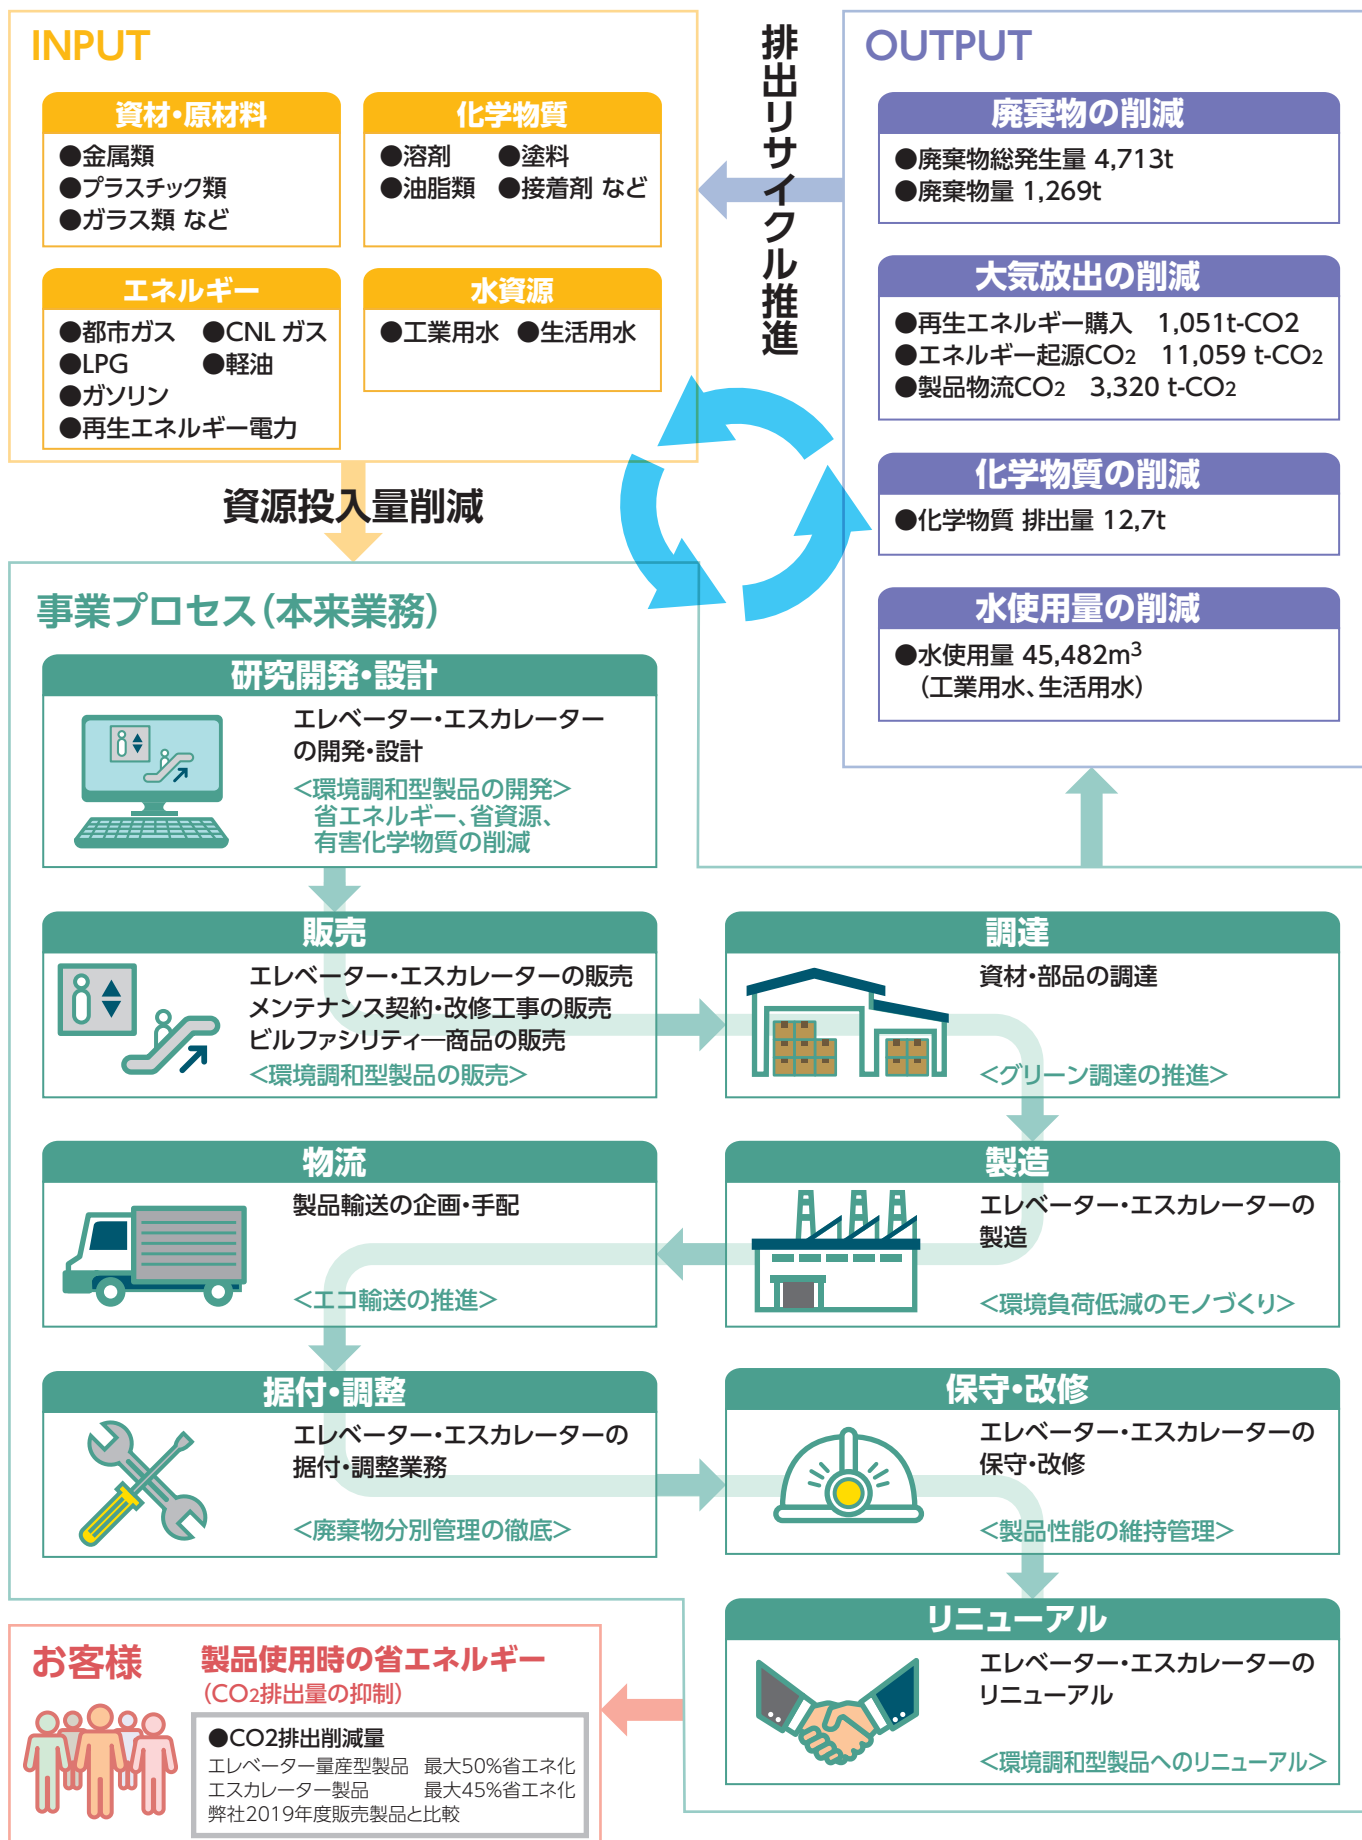 INPUT
資材・原材料
●金属類
●プラスチック類
●ガラス類 など
化学物質
●溶剤 ●塗料
●油脂類 ●接着剤 など
エネルギー
●都市ガス ●CNL ガス
●LPG ●軽油
●ガソリン
●再生エネルギー電力
水資源
●工業用水 ●生活用水
排出リサイクル推進
OUTPUT
廃棄物の削減
●廃棄物総発生量 4,713t
●廃棄物量 1,269t
大気放出の削減
●再生エネルギー購入 1,051t-CO2
●エネルギー起源CO2 11,059 t-CO2
●製品物流CO2 3,320 t-CO2
化学物質の削減
●化学物質 排出量 12,7t
水使用量の削減
●水使用量 45,482m3
(工業用水、生活用水)
資源投入量削減
事業プロセス(本来業務)
研究開発・設計
エレベーター・エスカレーター
の開発・設計
<環境調和型製品の開発>
省エネルギー、省資源、
有害化学物質の削減
販売
エレベーター・エスカレーターの販売
メンテナンス契約・改修工事の販売
ビルファシリティ―商品の販売
<環境調和型製品の販売>
調達
資材・部品の調達
<グリーン調達の推進>
物流
製品輸送の企画・手配
<エコ輸送の推進>
製造
エレベーター・エスカレーターの
製造
<環境負荷低減のモノづくり>
据付・調整
エレベーター・エスカレーターの
据付・調整業務
<廃棄物分別管理の徹底>
保守・改修
エレベーター・エスカレーターの
保守・改修
<製品性能の維持管理>
リニューアル
エレベーター・エスカレーターの
リニューアル
<環境調和型製品へのリニューアル>
お客様
製品使用時の省エネルギー
(CO2排出量の抑制)
●CO2排出削減量
エレベーター量産型製品 最大50%省エネ化
エスカレーター製品 最大45%省エネ化
弊社2019年度販売製品と比較